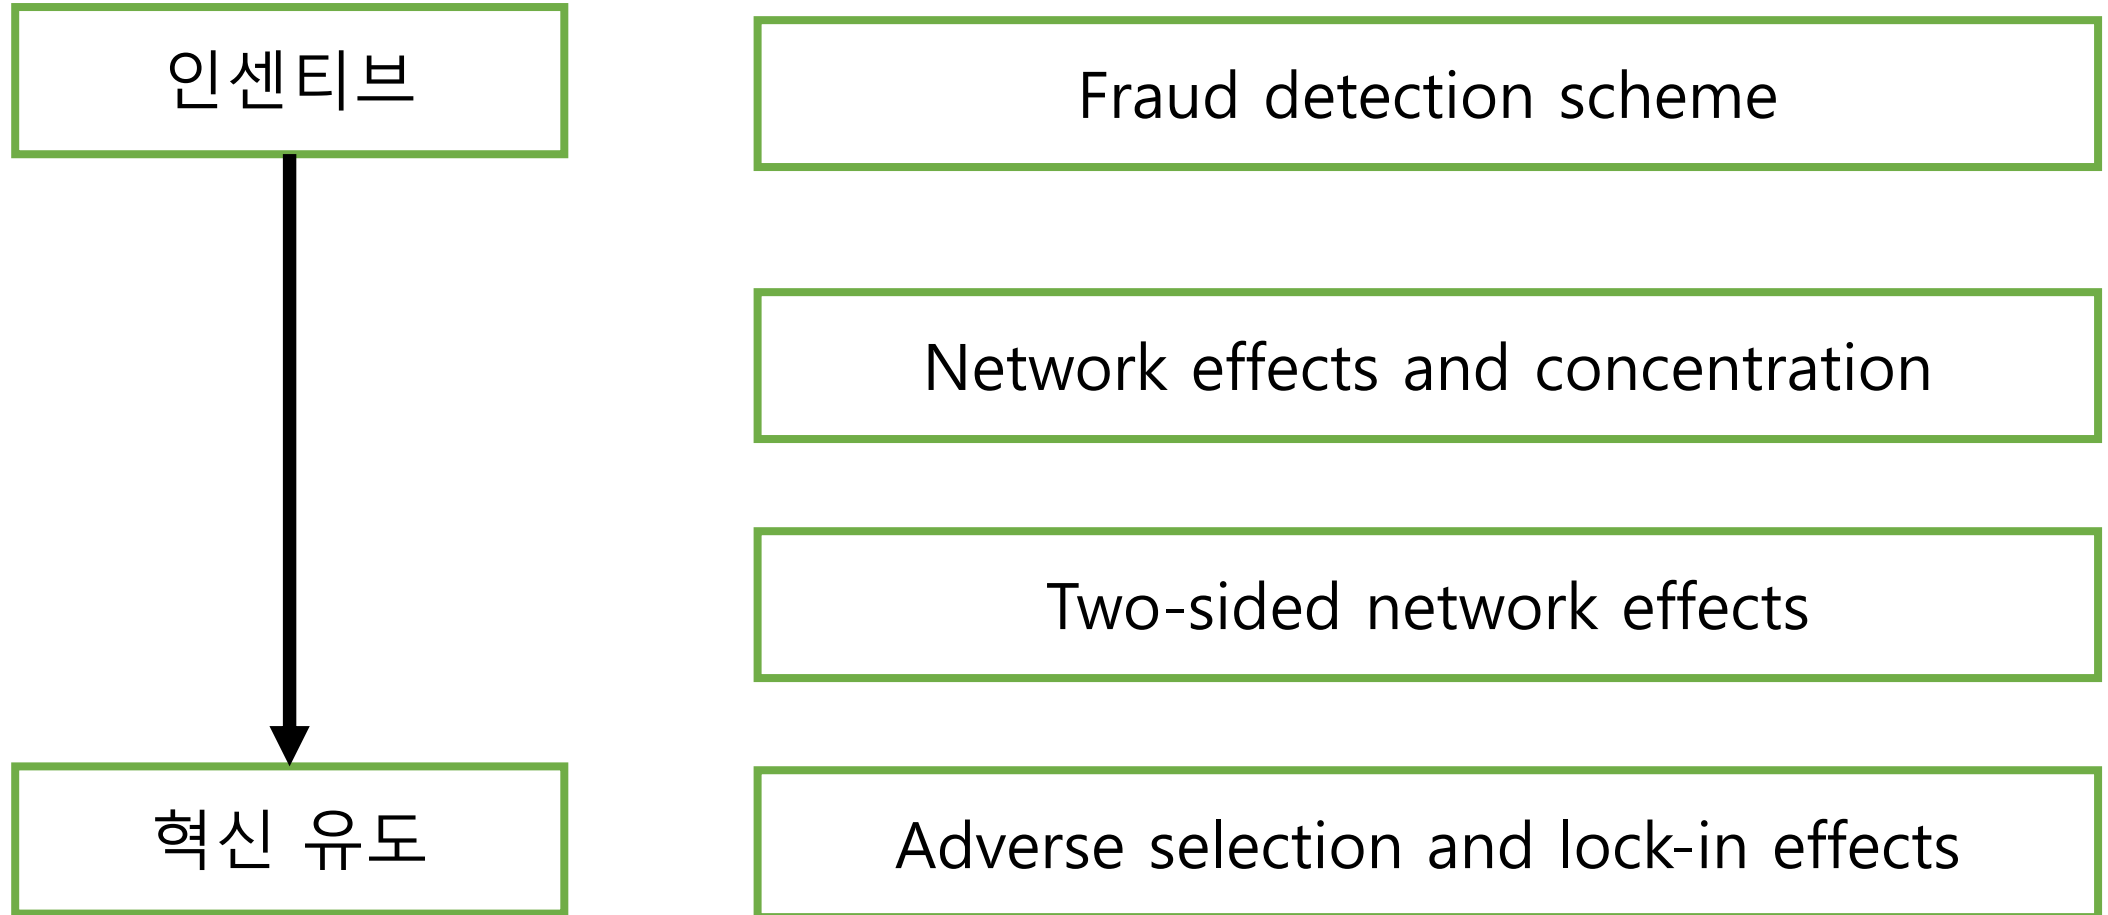 인센티브
Fraud detection scheme
Network effects and concentration
Two-sided network effects
혁신 유도
Adverse selection and lock-in effects